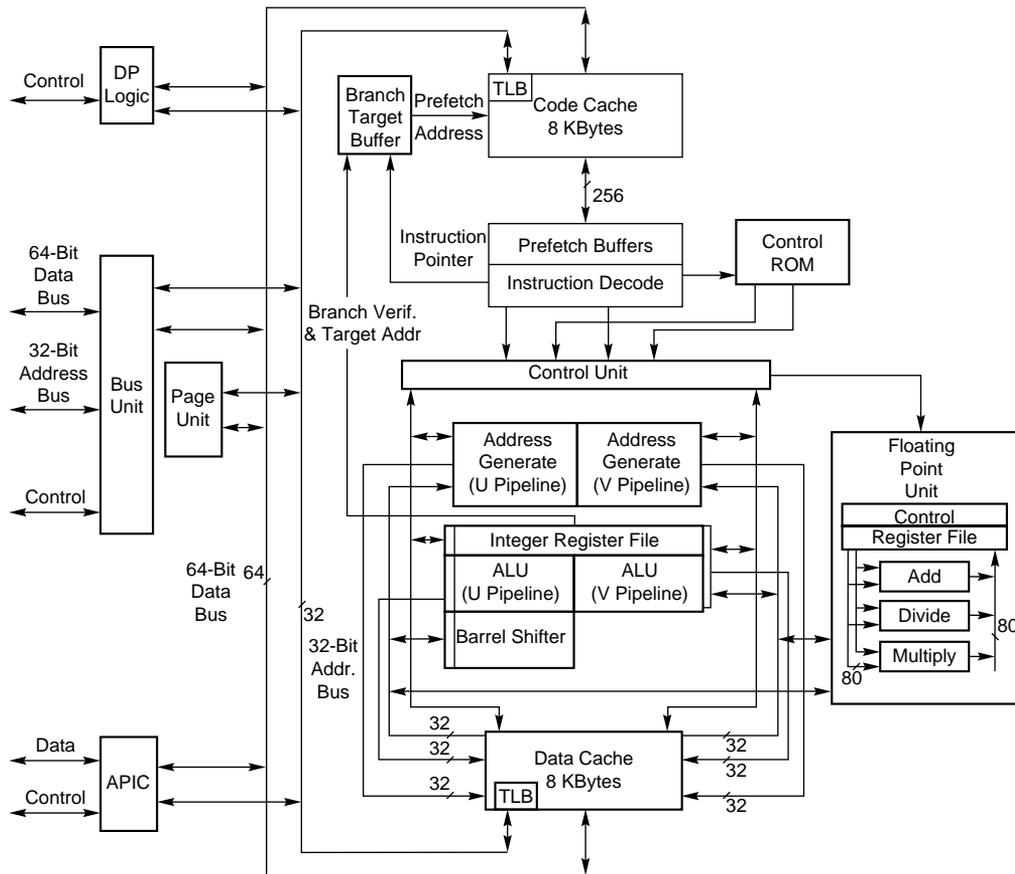 Control
DP
Logic
Branch
Target
Buffer
Prefetch
Address
TLB
Code Cache
8 KBytes
256
Instruction
Pointer
Prefetch Buffers
Instruction Decode
Control
ROM
64-Bit
Data
Bus
32-Bit
Address
Bus
Control
Bus
Unit
Page
Unit
Branch Verif.
& Target Addr
Control Unit
Address
Generate
(U Pipeline)
Address
Generate
(V Pipeline)
Floating
Point
Unit
Control
Register File
Add
Divide
Multiply
80
80
Integer Register File
ALU
(U Pipeline)
ALU
(V Pipeline)
Barrel Shifter
64-Bit
Data
Bus
64
32
32-Bit
Addr.
Bus
32
32
32
32
32
32
Data Cache
8 KBytes
TLB
Data
Control
APIC